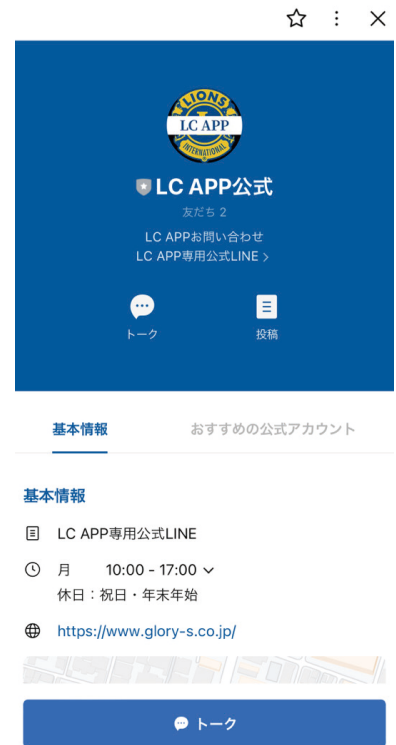 LIONS
LC APP
INTERNATIONAL
LC APP公式
友だち 2
LC APPお問い合わせ
LC APP専用公式LINE
トーク
投稿
基本情報
おすすめの公式アカウント
基本情報
LC APP専用公式LINE
月 10:00 - 17:00
休日：祝日・年末年始
https://www.glory-s.co.jp/
トーク